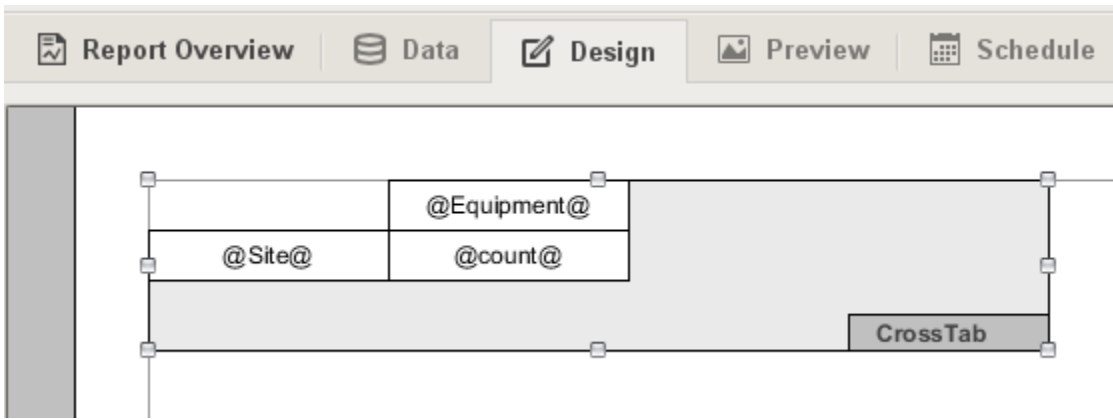 Report Overview Data Design Preview Schedule
@Equipment@
@Site@ @count@
CrossTab